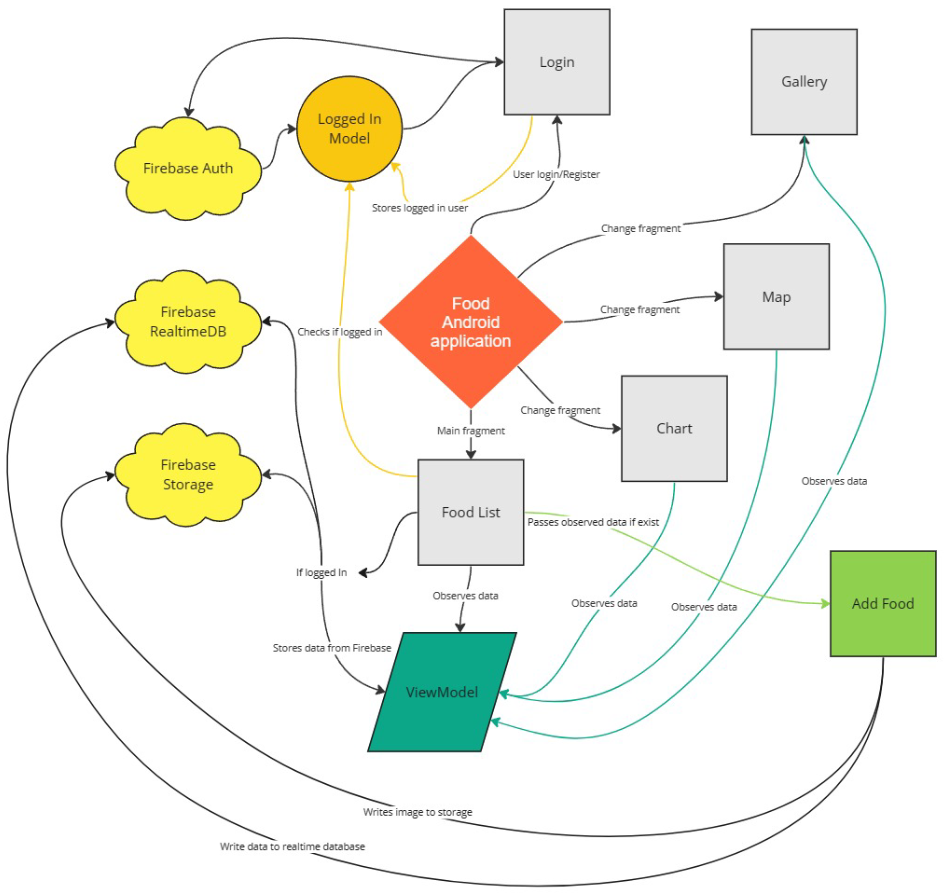 Login
Gallery
Logged In
Model
Firebase Auth
User login/Register
Stores logged in user
Change fragment
Map
Firebase
RealtimeDB
Food
Android
application
Change fragment
Checks if logged in
Change fragment
Chart
Main fragment
Firebase
Storage
Observes data
Food List
Passes observed data if exist
If logged In
Observes data
Observes data
Observes data
Add Food
Stores data from Firebase
ViewModel
Writes image to storage
Write data to realtime database